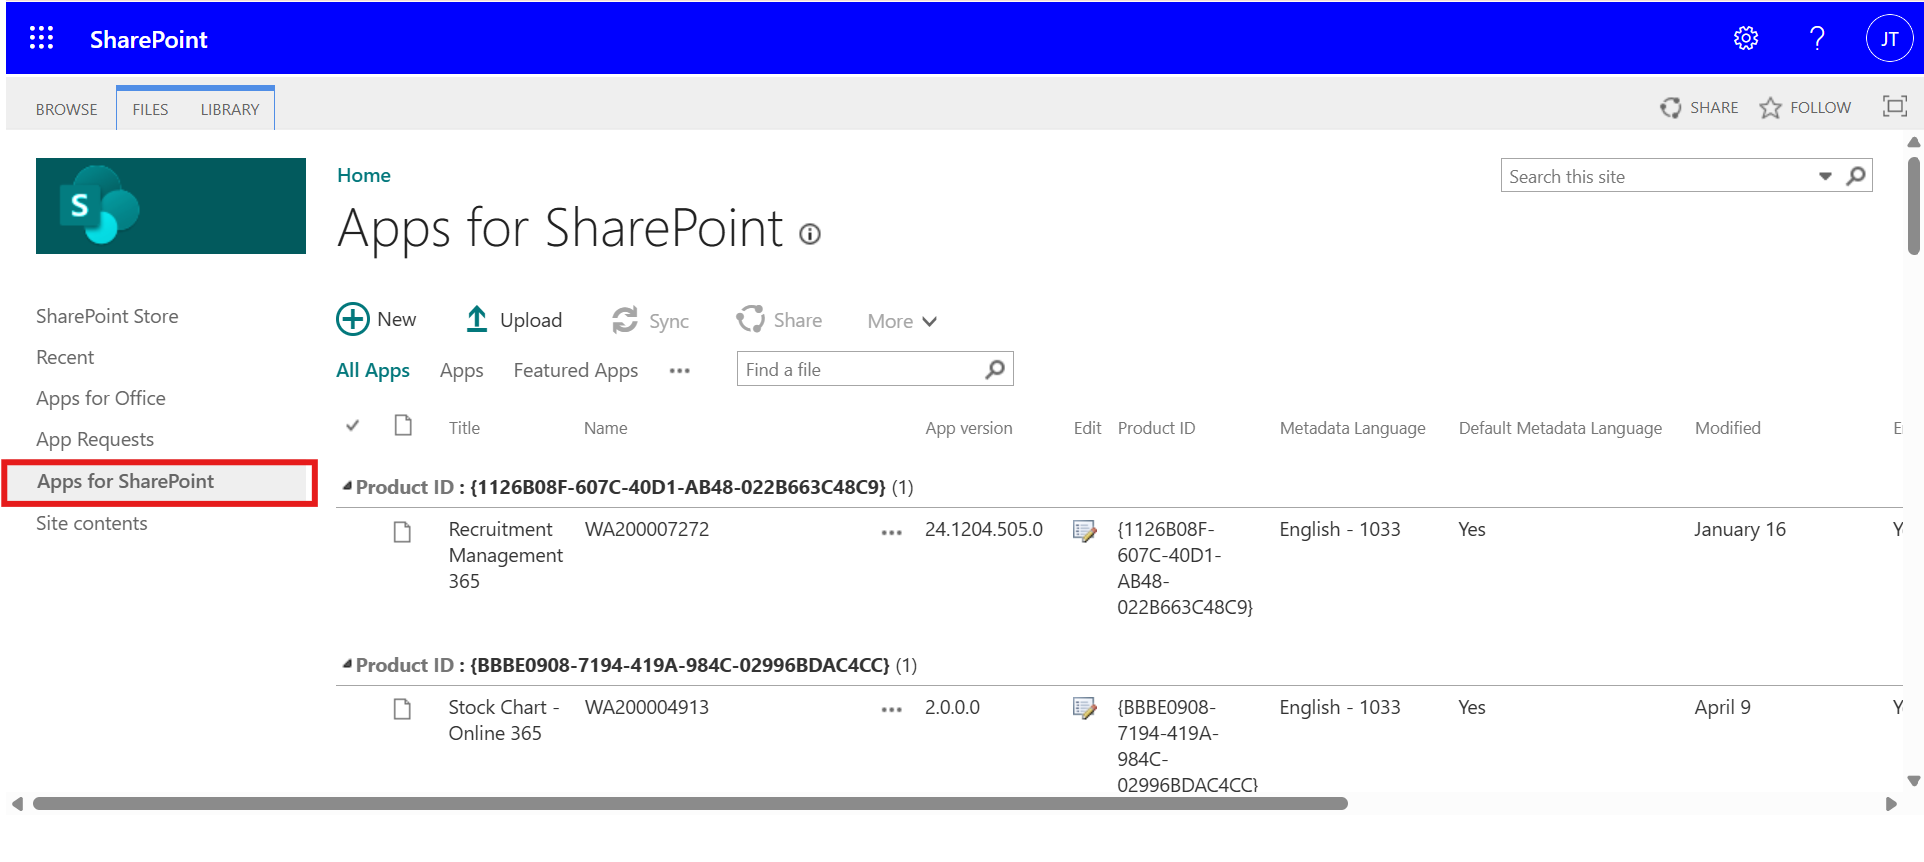 SharePoint
JT
BROWSE FILES LIBRARY
SHARE FOLLOW
S
Home
Search this site
Apps for SharePoint
SharePoint Store
Recent
Apps for Office
App Requests
Apps for SharePoint
Site contents
New Upload Sync Share More
All Apps Apps Featured Apps ... Find a file
Title Name App version Edit Product ID Metadata Language Default Metadata Language Modified
Product ID : {1126B08F-607C-40D1-AB48-022B663C48C9} (1)
Recruitment WA200007272 ... 24.1204.505.0 {1126B08F- English - 1033 Yes January 16 Y
Management 607C-40D1-
365 AB48-
022B663C48C9}
Product ID : {BBBE0908-7194-419A-984C-02996BDAC4CC} (1)
Stock Chart - WA200004913 ... 2.0.0.0 {BBBE0908- English - 1033 Yes April 9 Y
Online 365 7194-419A-
984C-
02996BDAC4CC}